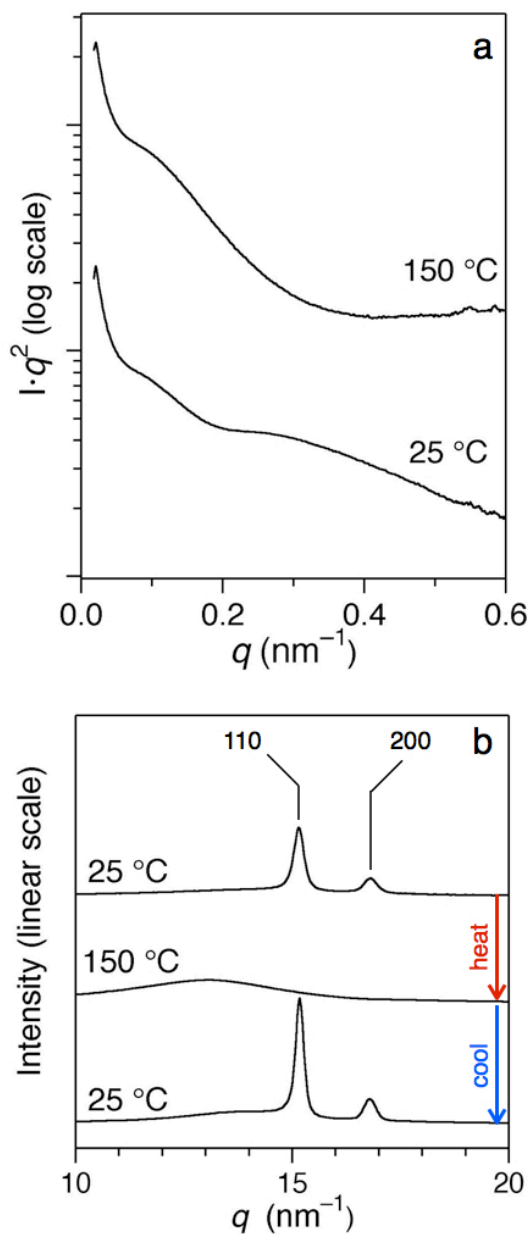 a
I·q² (log scale)
150 °C
25 °C
0.0 0.2 0.4 0.6
q (nm⁻¹)
b
110 200
Intensity (linear scale)
25 °C
heat
150 °C
cool
25 °C
10 15 20
q (nm⁻¹)